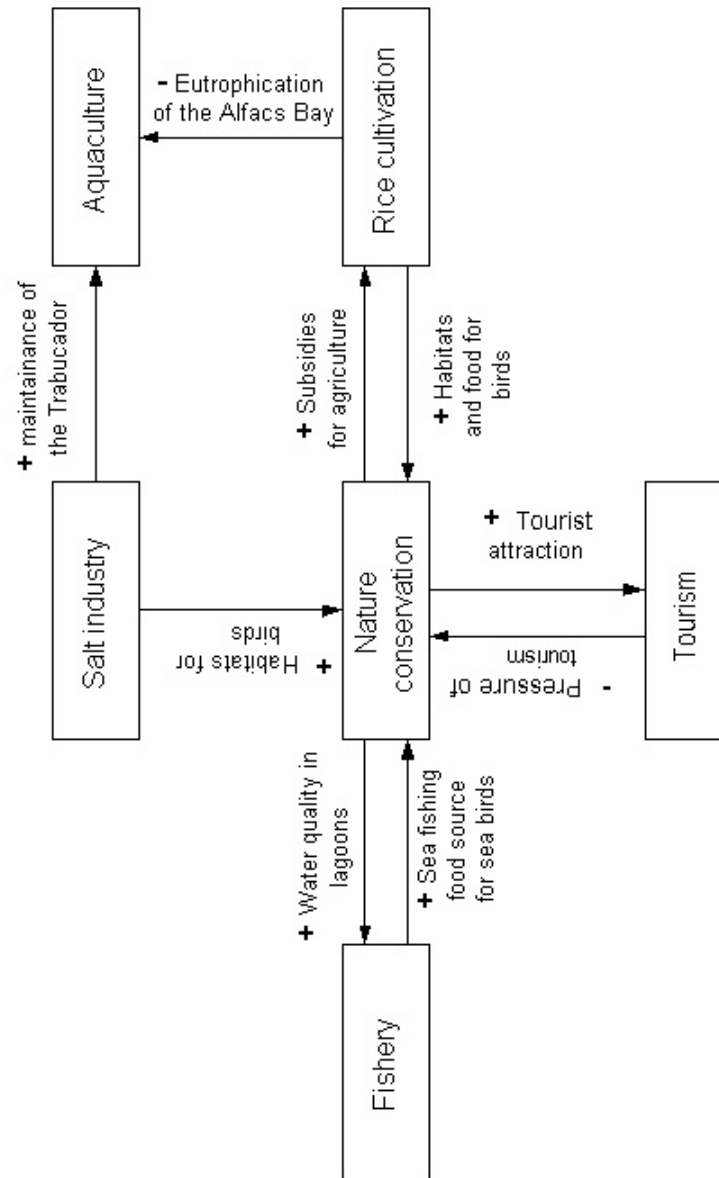 Aquaculture
- Eutrophication
of the Alfacs Bay
Rice cultivation
+ maintainance of
the Trabucador
+ Subsidies
for agriculture
+ Habitats
and food for
birds
Salt industry
+ Habitats for
birds
Nature
conservation
+ Tourist
attraction
- Pressure of
tourism
Tourism
+ Water quality in
lagoons
+ Sea fishing
food source
for sea birds
Fishery